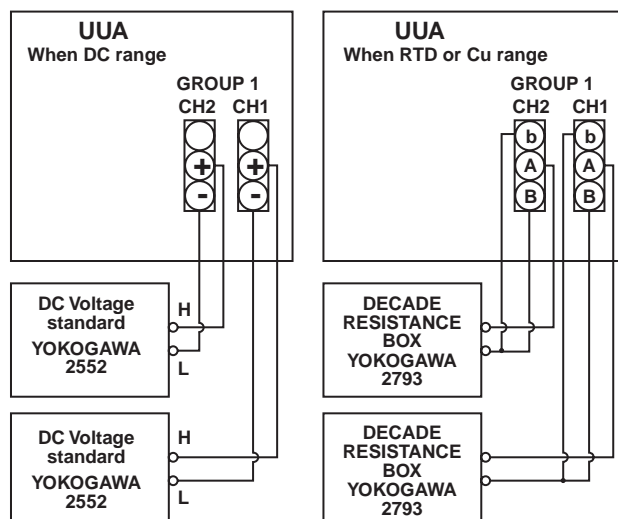 UUA
When DC range
GROUP 1
CH2 CH1
+ +
- -
DC Voltage
standard
YOKOGAWA
2552
H
L
DC Voltage
standard
YOKOGAWA
2552
H
L
UUA
When RTD or Cu range
GROUP 1
CH2 CH1
b b
A A
B B
DECADE
RESISTANCE
BOX
YOKOGAWA
2793
DECADE
RESISTANCE
BOX
YOKOGAWA
2793